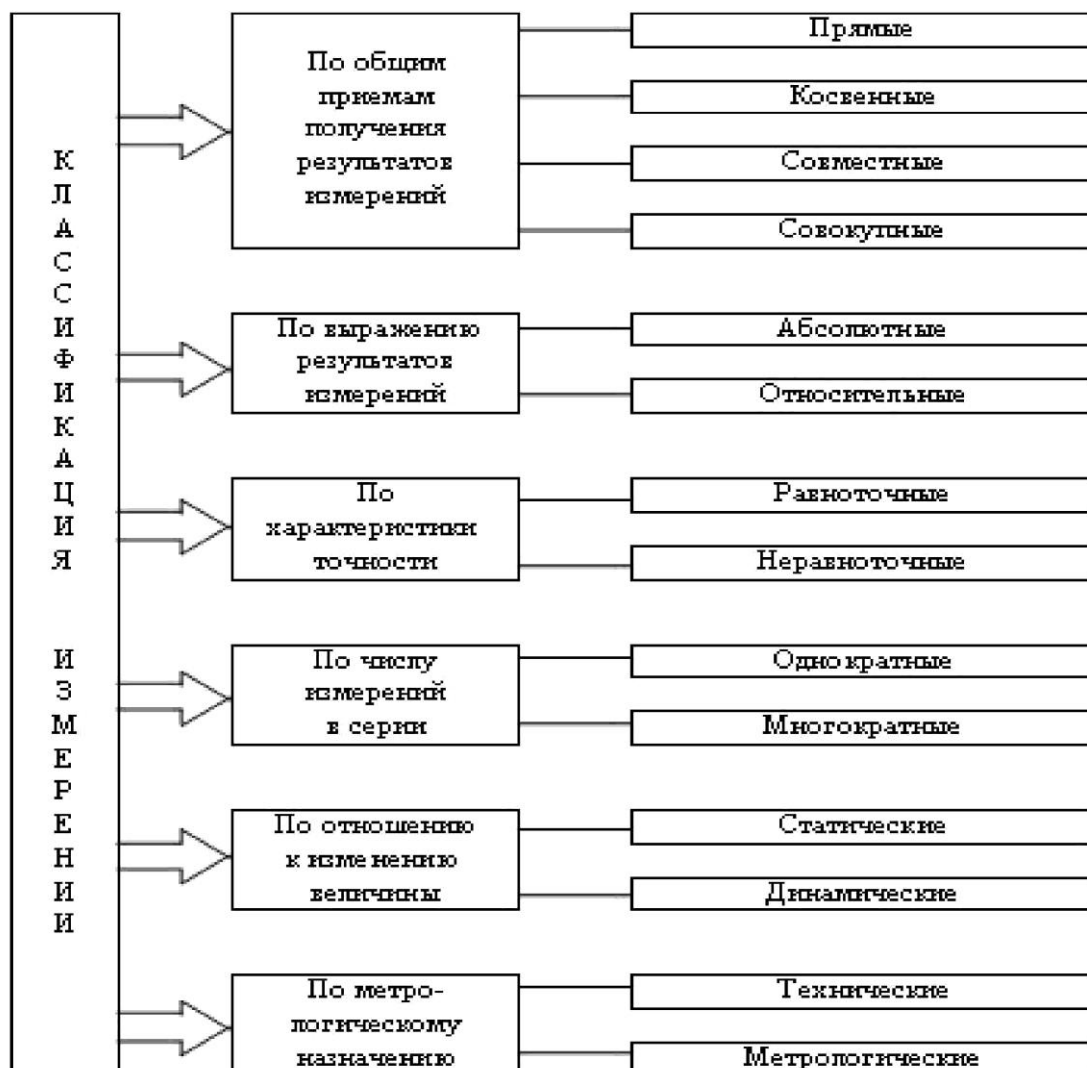 КЛАССИФИКАЦИЯ ИЗМЕРЕНИИ
По общим
приемам
получения
результатов
измерений
Прямые
Косвенные
Совместные
Совокупные
По выражению
результатов
измерений
Абсолютные
Относительные
По
характеристики
точности
Равноточные
Неравноточные
По числу
измерений
в серии
Однократные
Многократные
По отношению
к изменению
величины
Статические
Динамические
По метро-
логическому
назначению
Технические
Метрологические